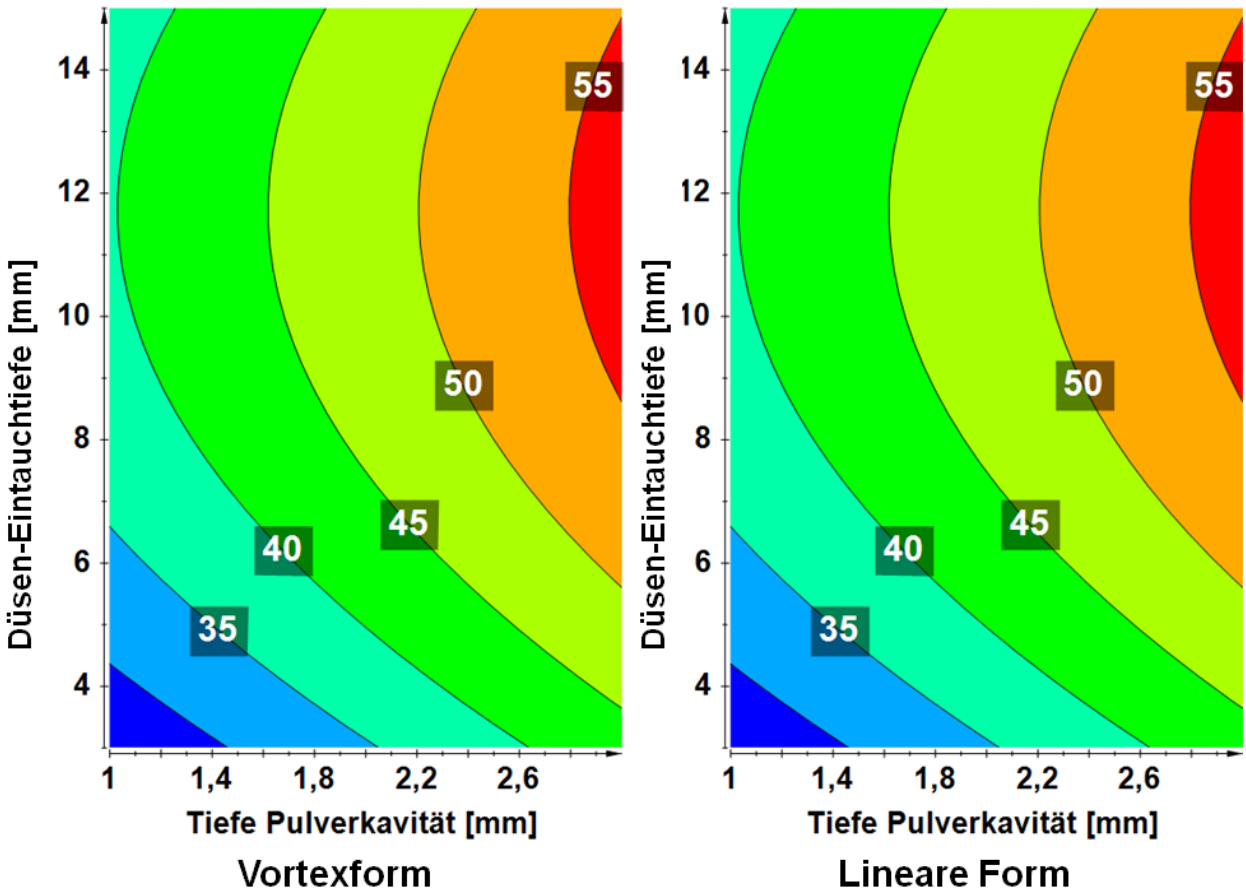 14
12
10
8
6
4
Düsen-Eintauchtiefe [mm]
55
50
45
40
35
1 1,4 1,8 2,2 2,6
Tiefe Pulverkavität [mm]
Vortexform
14
12
10
8
6
4
Düsen-Eintauchtiefe [mm]
55
50
45
40
35
1 1,4 1,8 2,2 2,6
Tiefe Pulverkavität [mm]
Lineare Form